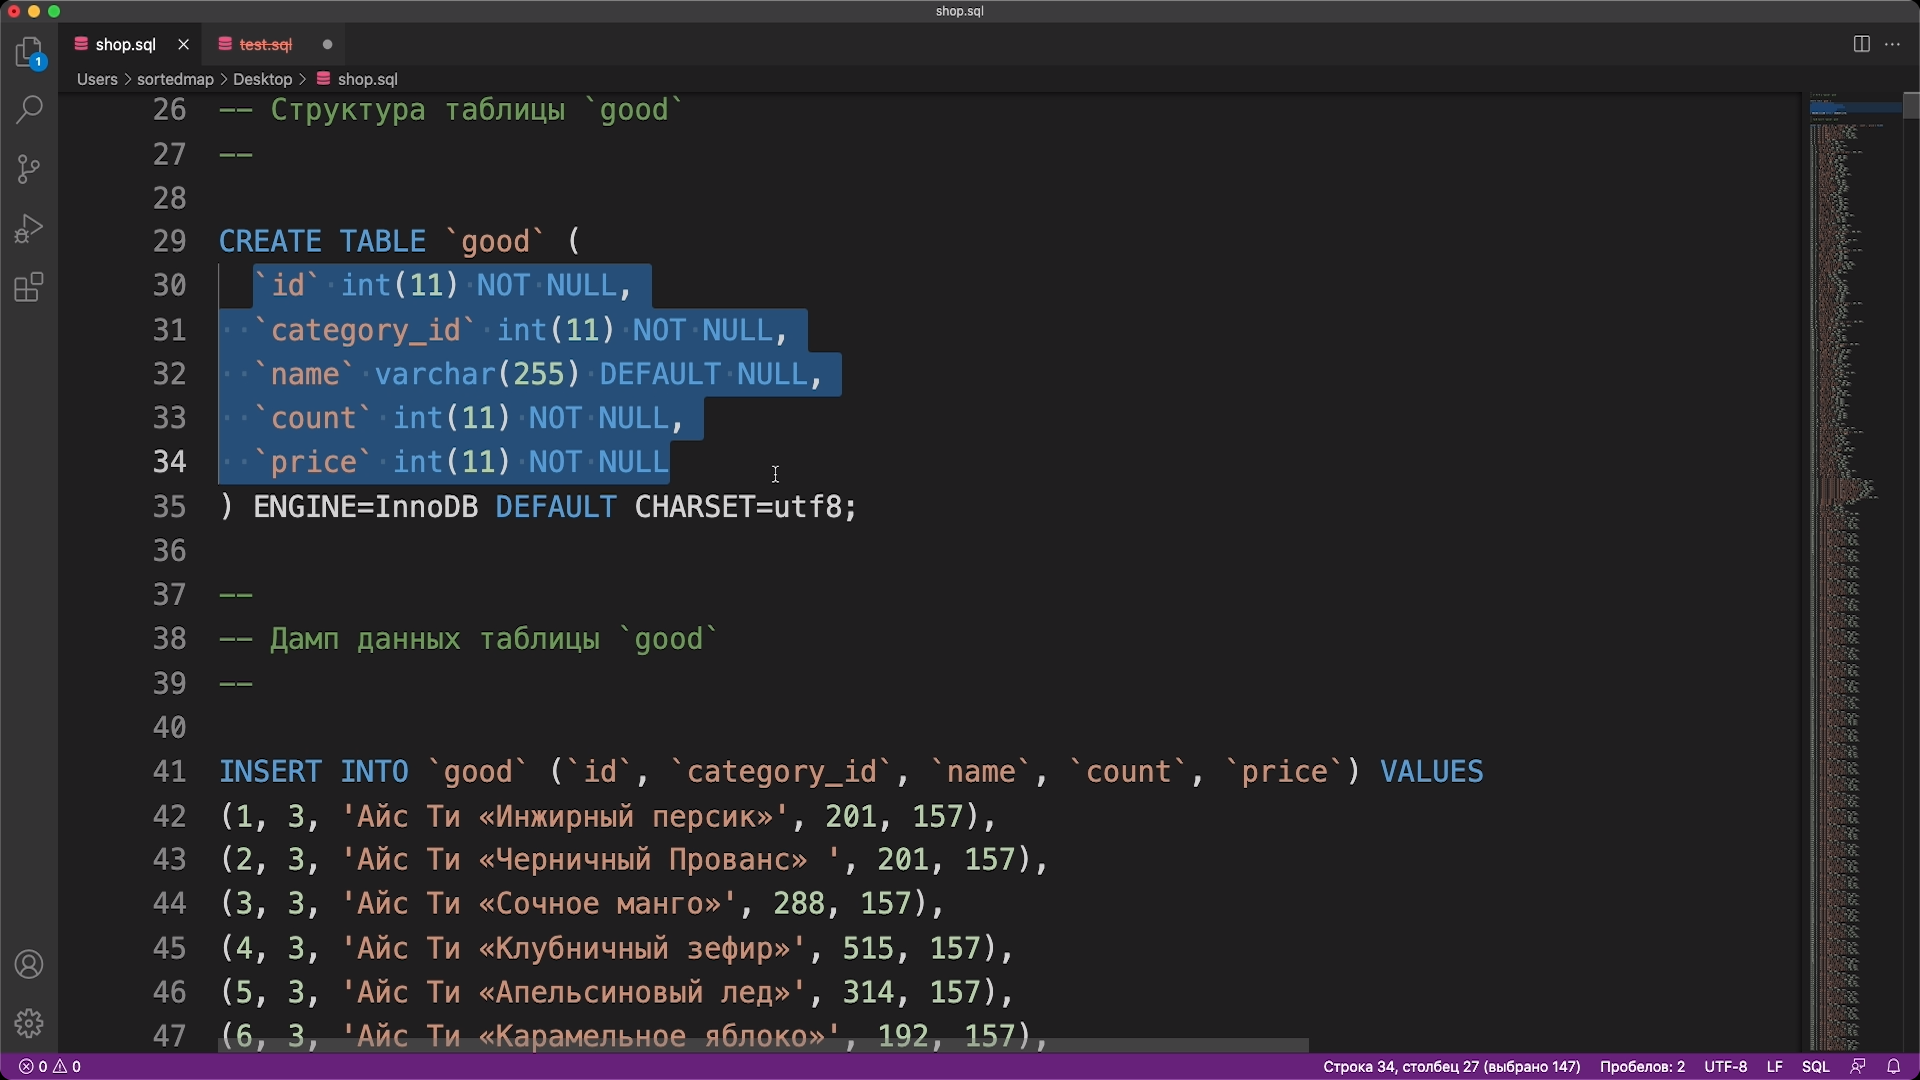 shop.sql
shop.sql test.sql
1
Users > sortedmap > Desktop > shop.sql
26 -- Структура таблицы `good`
27 --
28
29 CREATE TABLE `good` (
30 `id` int(11) NOT NULL,
31 `category_id` int(11) NOT NULL,
32 `name` varchar(255) DEFAULT NULL,
33 `count` int(11) NOT NULL,
34 `price` int(11) NOT NULL
35 ) ENGINE=InnoDB DEFAULT CHARSET=utf8;
36
37 --
38 -- Дамп данных таблицы `good`
39 --
40
41 INSERT INTO `good` (`id`, `category_id`, `name`, `count`, `price`) VALUES
42 (1, 3, 'Айс Ти «Инжирный персик»', 201, 157),
43 (2, 3, 'Айс Ти «Черничный Прованс» ', 201, 157),
44 (3, 3, 'Айс Ти «Сочное манго»', 288, 157),
45 (4, 3, 'Айс Ти «Клубничный зефир»', 515, 157),
46 (5, 3, 'Айс Ти «Апельсиновый лед»', 314, 157),
47 (6, 3, 'Айс Ти «Карамельное яблоко»', 192, 157),
0 0 Строка 34, столбец 27 (выбрано 147) Пробелов: 2 UTF-8 LF SQL